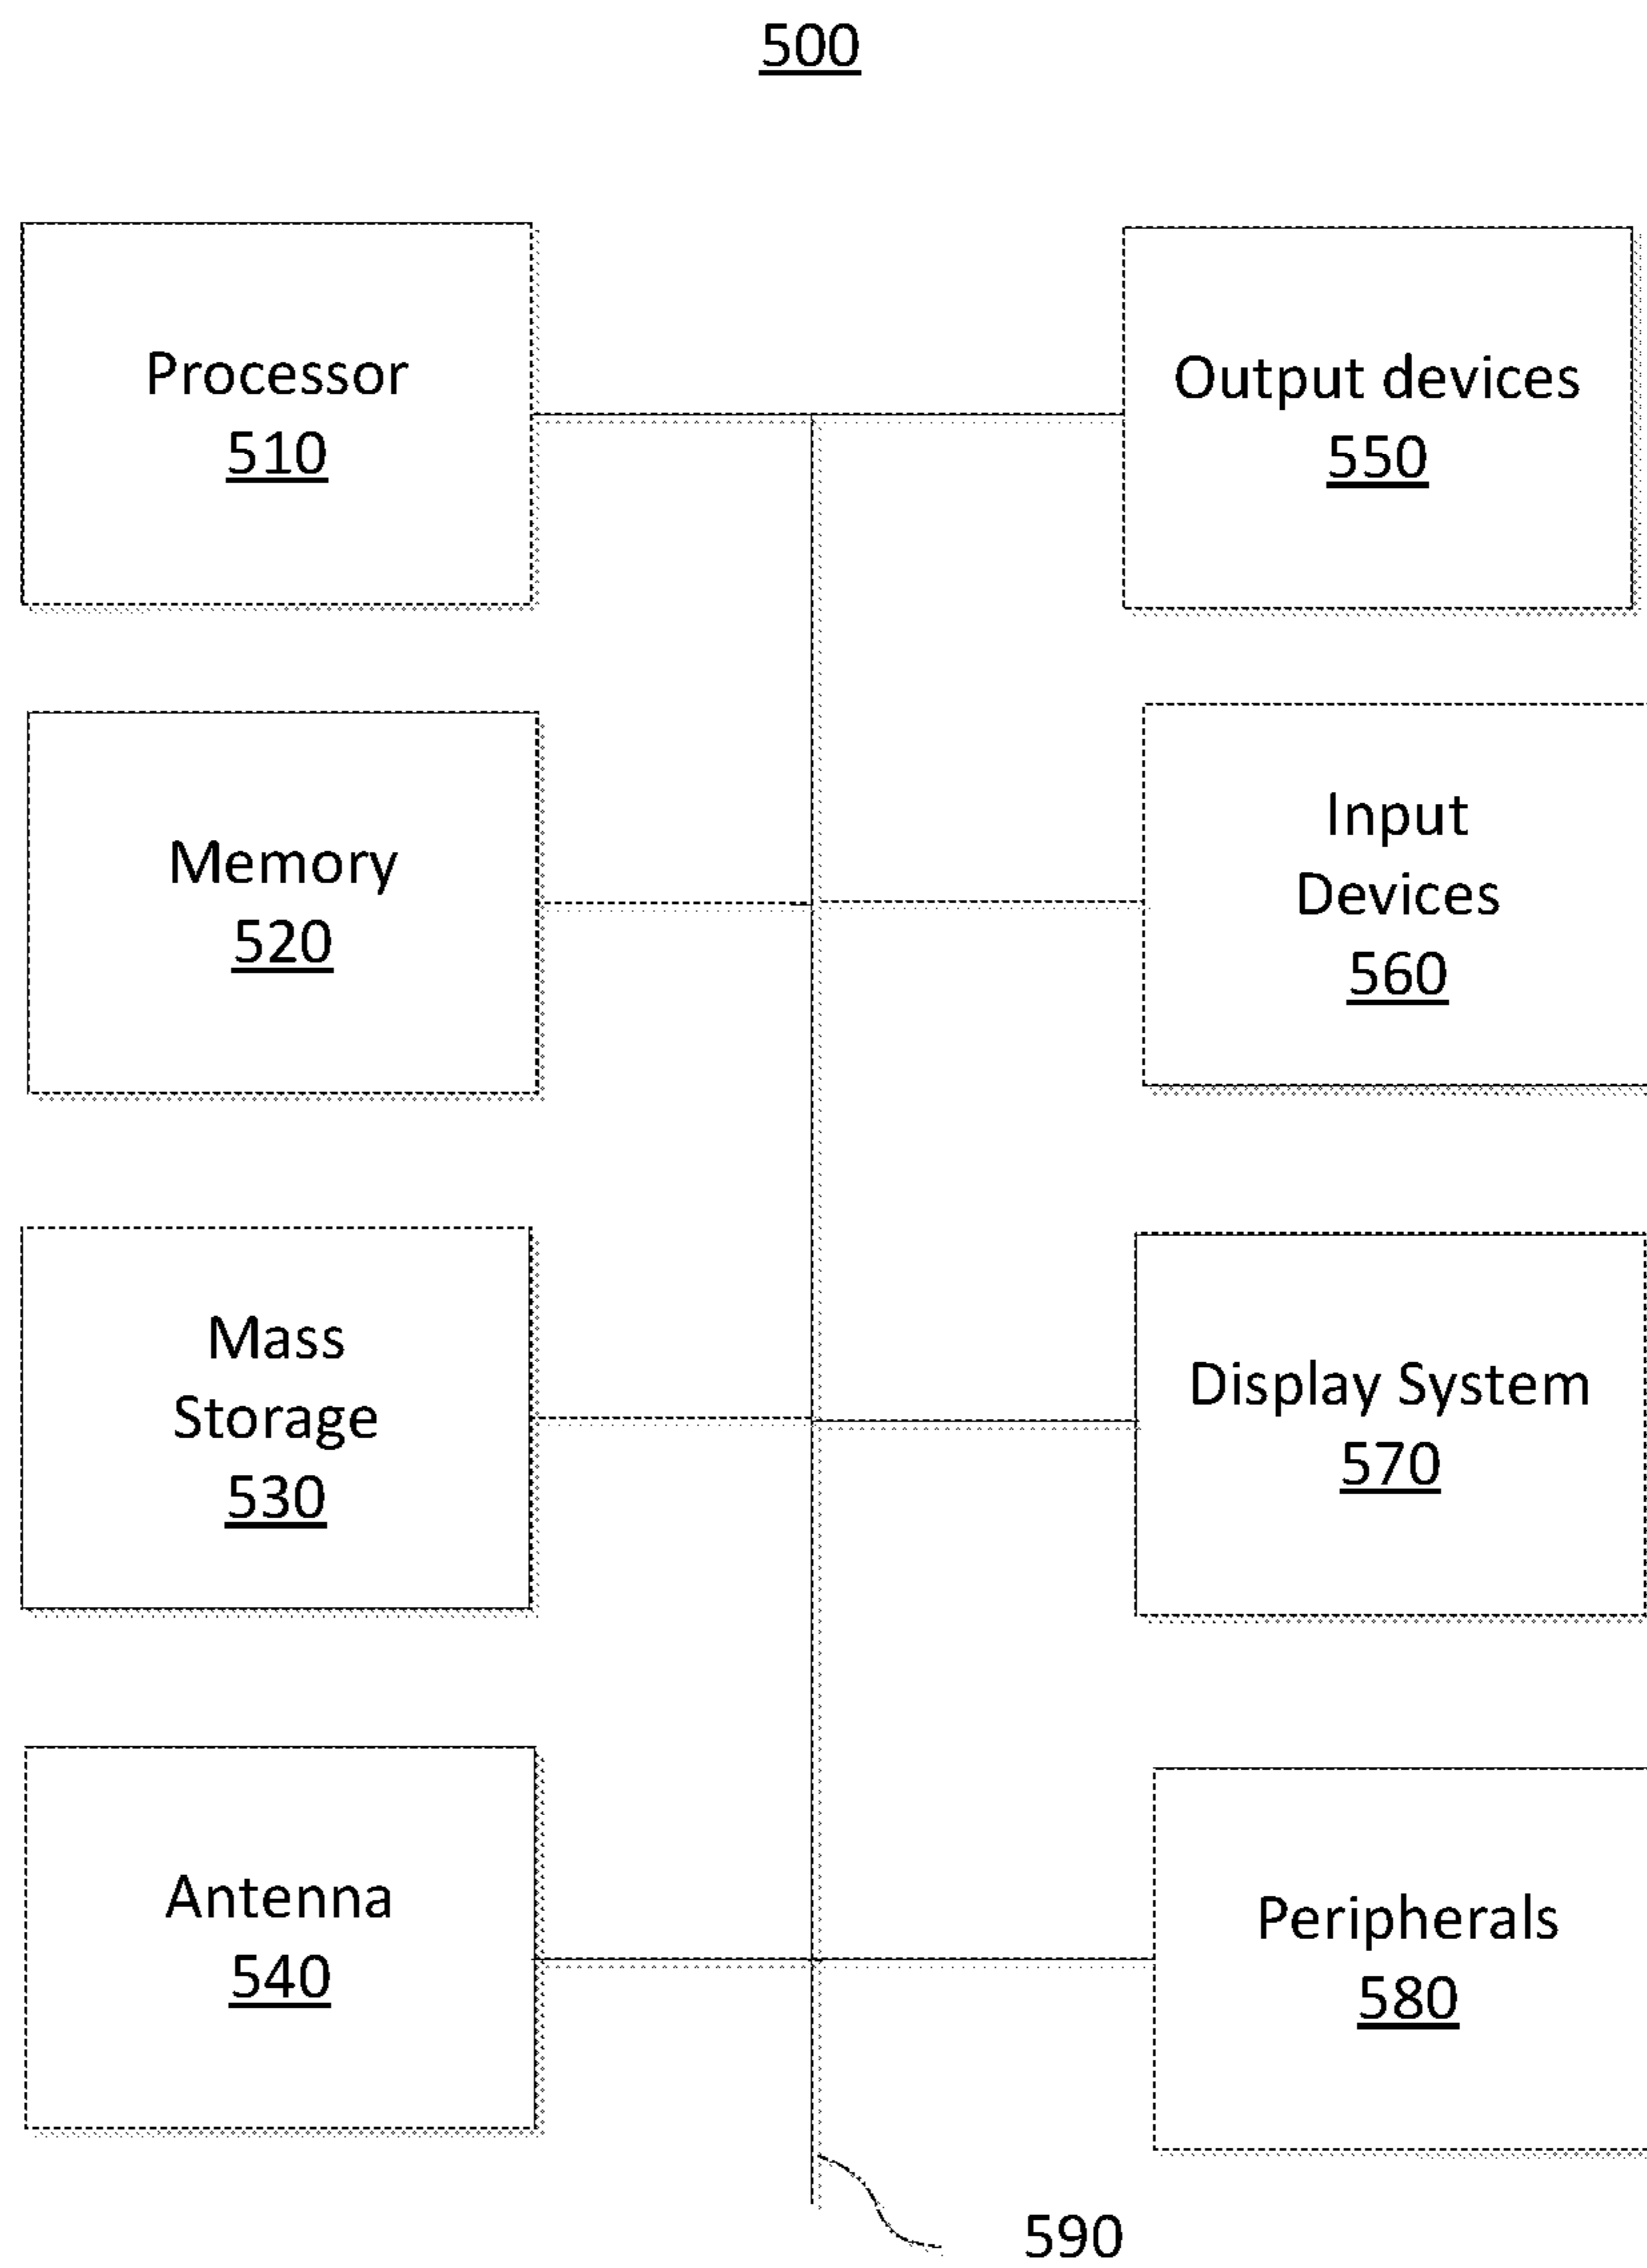 500
Processor
510
Output devices
550
Memory
520
Input
Devices
560
Mass
Storage
530
Display System
570
Antenna
540
Peripherals
580
590